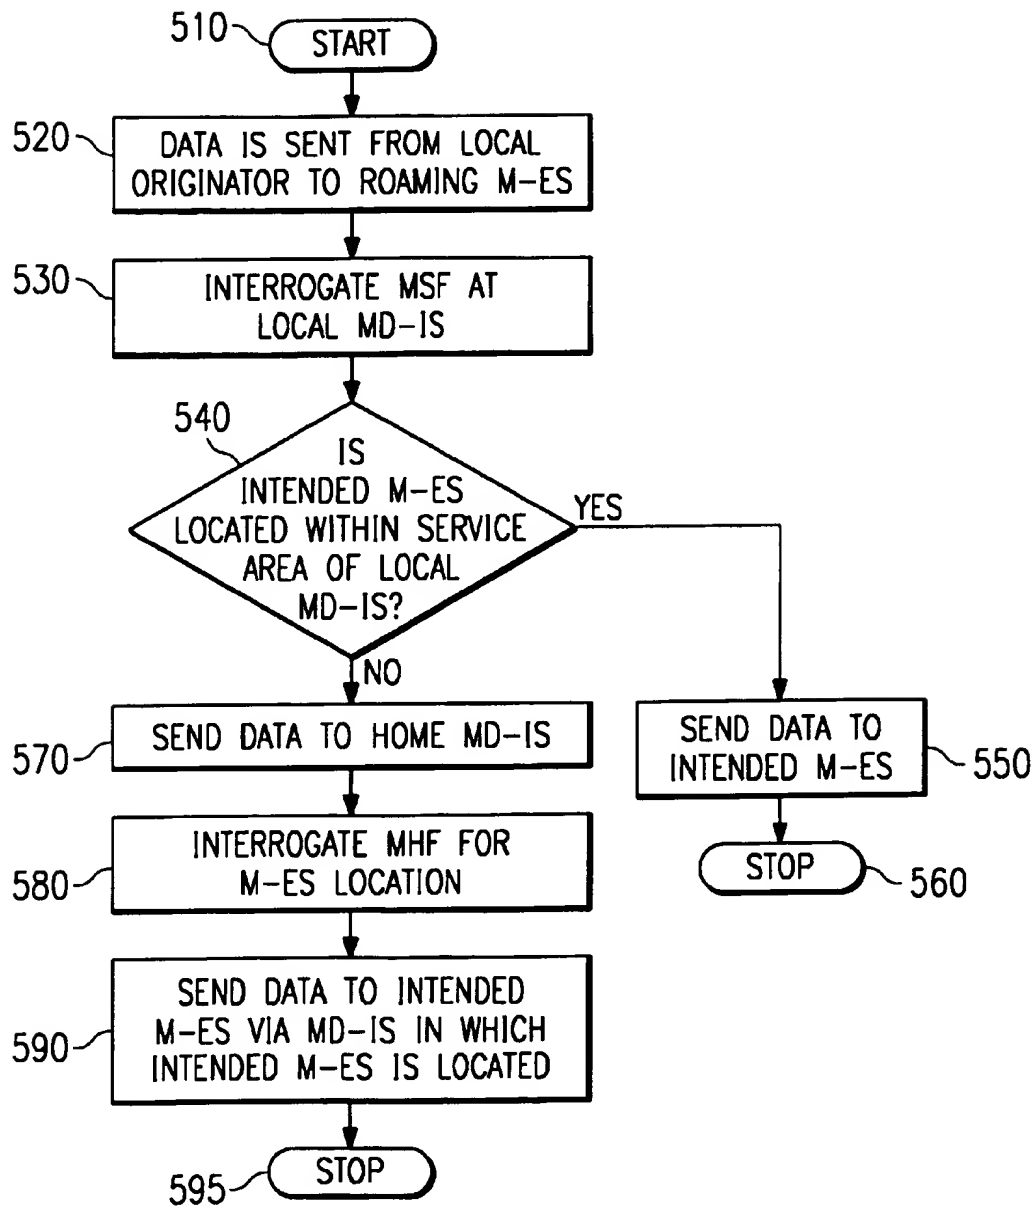 510
START
520
DATA IS SENT FROM LOCAL
ORIGINATOR TO ROAMING M-ES
530
INTERROGATE MSF AT
LOCAL MD-IS
540
IS
INTENDED M-ES
LOCATED WITHIN SERVICE
AREA OF LOCAL
MD-IS?
YES
NO
570
SEND DATA TO HOME MD-IS
SEND DATA TO
INTENDED M-ES
550
580
INTERROGATE MHF FOR
M-ES LOCATION
STOP
560
590
SEND DATA TO INTENDED
M-ES VIA MD-IS IN WHICH
INTENDED M-ES IS LOCATED
595
STOP